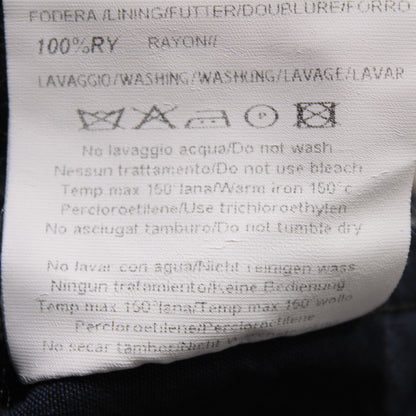 FODERA/LINING/FUTTER/DOUBLURE/FORRO
100%RY RAYON//
LAVAGGIO/WASHING/WASHUNG/LAVAGE/LAVAR
No lavaggio acqua/Do not wash
Nessun trattamento/Do not use bleach
Temp.max 150°lana/Warm iron 150°c
Percloroetilene/Use trichloroethylen
No asciugat tamburo/Do not tumble dry
No lavar con agua/Nicht reinigen wass
Ningun tratamiento/Keine Bedienung
Temp max 150°lana/Temp max 150°wolle
Percloroetilene/Percloroctilene
No secar tambor/Nicht